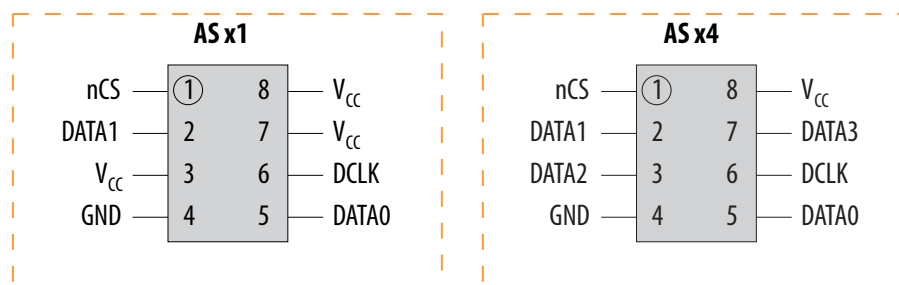 AS x1
nCS 1 8 VCC
DATA1 2 7 VCC
VCC 3 6 DCLK
GND 4 5 DATA0
AS x4
nCS 1 8 VCC
DATA1 2 7 DATA3
DATA2 3 6 DCLK
GND 4 5 DATA0